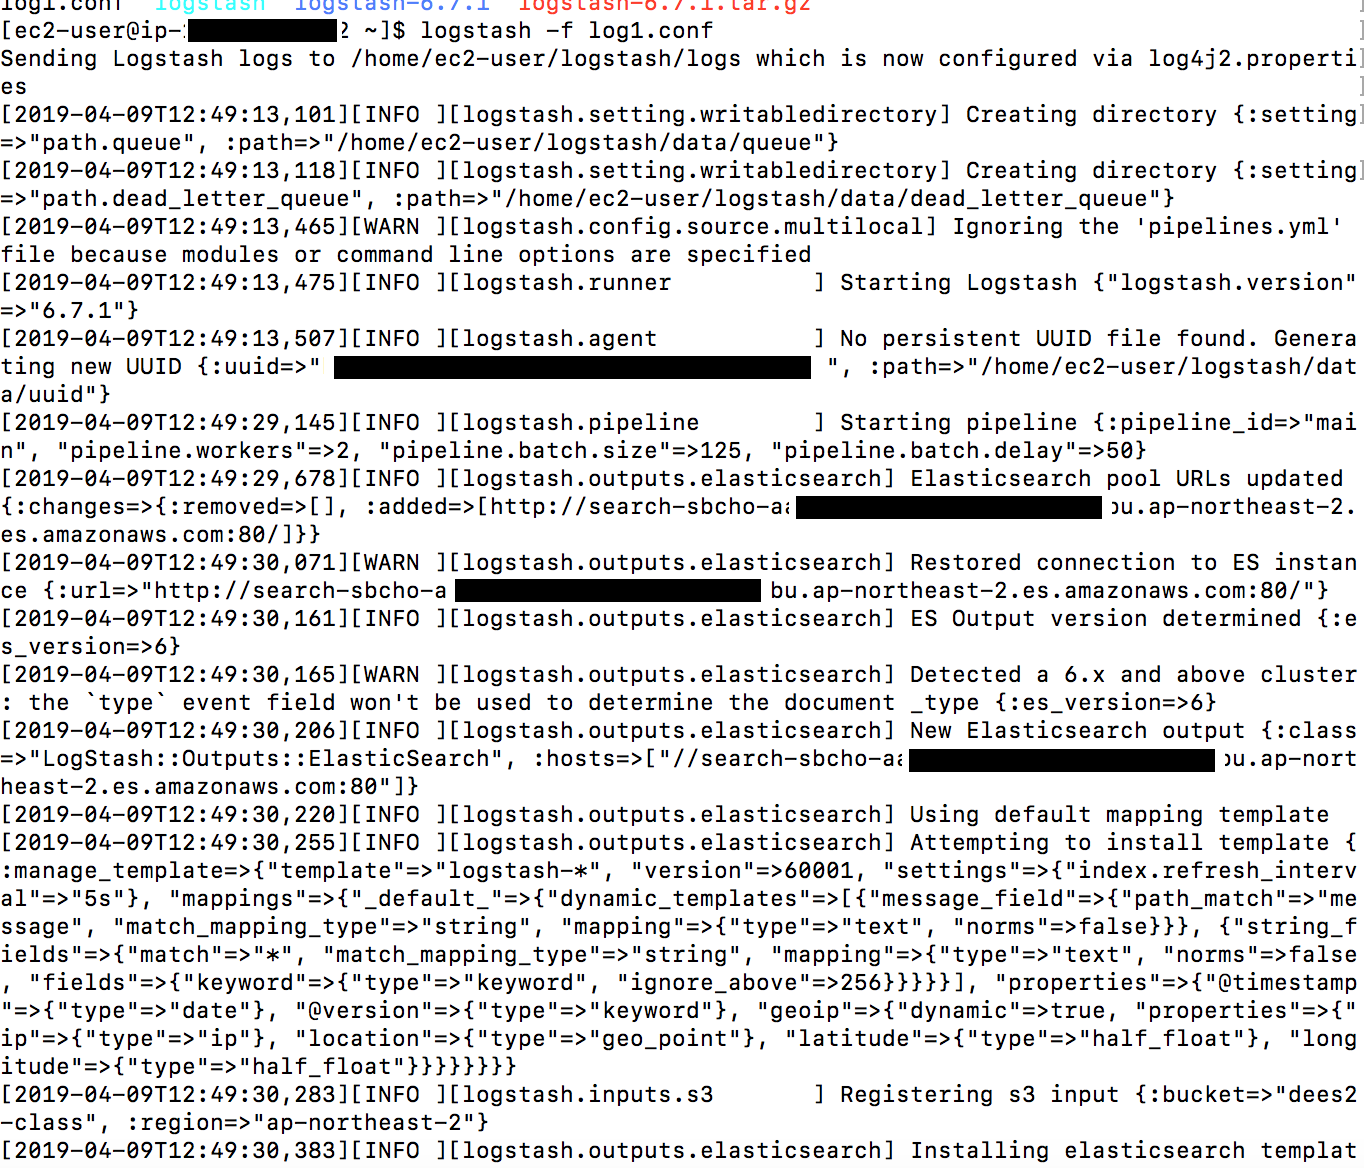 log1.conf  logstash  logstash-6.7.1  logstash-6.7.1.tar.gz
[ec2-user@ip- 2 ~]$ logstash -f log1.conf
Sending Logstash logs to /home/ec2-user/logstash/logs which is now configured via log4j2.properti
es
[2019-04-09T12:49:13,101][INFO ][logstash.setting.writabledirectory] Creating directory {:setting
=>"path.queue", :path=>"/home/ec2-user/logstash/data/queue"}
[2019-04-09T12:49:13,118][INFO ][logstash.setting.writabledirectory] Creating directory {:setting
=>"path.dead_letter_queue", :path=>"/home/ec2-user/logstash/data/dead_letter_queue"}
[2019-04-09T12:49:13,465][WARN ][logstash.config.source.multilocal] Ignoring the 'pipelines.yml'
file because modules or command line options are specified
[2019-04-09T12:49:13,475][INFO ][logstash.runner          ] Starting Logstash {"logstash.version"
=>"6.7.1"}
[2019-04-09T12:49:13,507][INFO ][logstash.agent           ] No persistent UUID file found. Genera
ting new UUID {:uuid=>" ", :path=>"/home/ec2-user/logstash/dat
a/uuid"}
[2019-04-09T12:49:29,145][INFO ][logstash.pipeline        ] Starting pipeline {:pipeline_id=>"mai
n", "pipeline.workers"=>2, "pipeline.batch.size"=>125, "pipeline.batch.delay"=>50}
[2019-04-09T12:49:29,678][INFO ][logstash.outputs.elasticsearch] Elasticsearch pool URLs updated
{:changes=>{:removed=>[], :added=>[http://search-sbcho-aa bu.ap-northeast-2.
es.amazonaws.com:80/]}}
[2019-04-09T12:49:30,071][WARN ][logstash.outputs.elasticsearch] Restored connection to ES instan
ce {:url=>"http://search-sbcho-a bu.ap-northeast-2.es.amazonaws.com:80/"}
[2019-04-09T12:49:30,161][INFO ][logstash.outputs.elasticsearch] ES Output version determined {:e
s_version=>6}
[2019-04-09T12:49:30,165][WARN ][logstash.outputs.elasticsearch] Detected a 6.x and above cluster
: the `type` event field won't be used to determine the document _type {:es_version=>6}
[2019-04-09T12:49:30,206][INFO ][logstash.outputs.elasticsearch] New Elasticsearch output {:class
=>"LogStash::Outputs::ElasticSearch", :hosts=>["//search-sbcho-aa bu.ap-nort
heast-2.es.amazonaws.com:80"]}
[2019-04-09T12:49:30,220][INFO ][logstash.outputs.elasticsearch] Using default mapping template
[2019-04-09T12:49:30,255][INFO ][logstash.outputs.elasticsearch] Attempting to install template {
:manage_template=>{"template"=>"logstash-*", "version"=>60001, "settings"=>{"index.refresh_interv
al"=>"5s"}, "mappings"=>{"_default_"=>{"dynamic_templates"=>[{"message_field"=>{"path_match"=>"me
ssage", "match_mapping_type"=>"string", "mapping"=>{"type"=>"text", "norms"=>false}}}, {"string_f
ields"=>{"match"=>"*", "match_mapping_type"=>"string", "mapping"=>{"type"=>"text", "norms"=>false
, "fields"=>{"keyword"=>{"type"=>"keyword", "ignore_above"=>256}}}}}], "properties"=>{"@timestamp
"=>{"type"=>"date"}, "@version"=>{"type"=>"keyword"}, "geoip"=>{"dynamic"=>true, "properties"=>{"
ip"=>{"type"=>"ip"}, "location"=>{"type"=>"geo_point"}, "latitude"=>{"type"=>"half_float"}, "long
itude"=>{"type"=>"half_float"}}}}}}}}
[2019-04-09T12:49:30,283][INFO ][logstash.inputs.s3       ] Registering s3 input {:bucket=>"dees2
-class", :region=>"ap-northeast-2"}
[2019-04-09T12:49:30,383][INFO ][logstash.outputs.elasticsearch] Installing elasticsearch templat